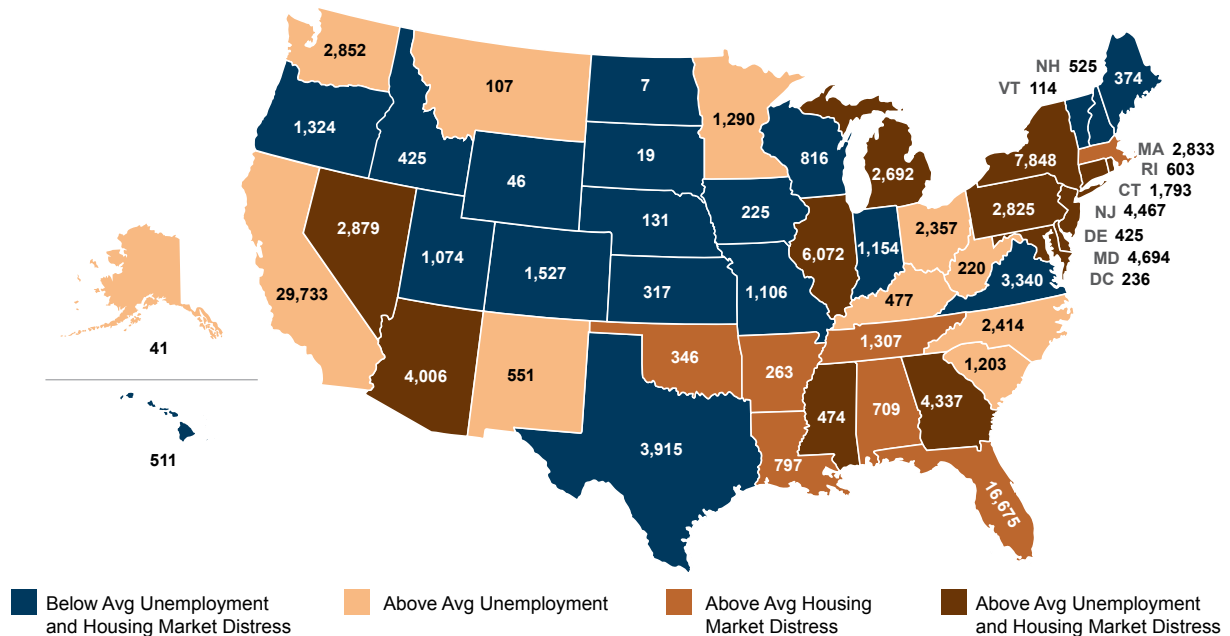 2,852
107
7
1,290
NH 525
VT 114
374
1,324
425
46
19
816
2,692
7,848
MA 2,833
RI 603
CT 1,793
NJ 4,467
DE 425
MD 4,694
DC 236
2,879
1,074
1,527
131
225
6,072
1,154
2,357
2,825
220
3,340
29,733
317
1,106
477
2,414
1,203
41
4,006
551
346
263
1,307
474
709
4,337
511
3,915
797
16,675
Below Avg Unemployment
and Housing Market Distress
Above Avg Unemployment
Above Avg Housing
Market Distress
Above Avg Unemployment
and Housing Market Distress